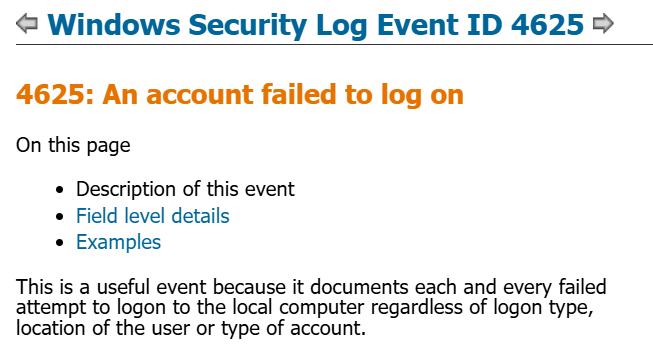 Windows Security Log Event ID 4625
4625: An account failed to log on
On this page
Description of this event
Field level details
Examples
This is a useful event because it documents each and every failed
attempt to logon to the local computer regardless of logon type,
location of the user or type of account.